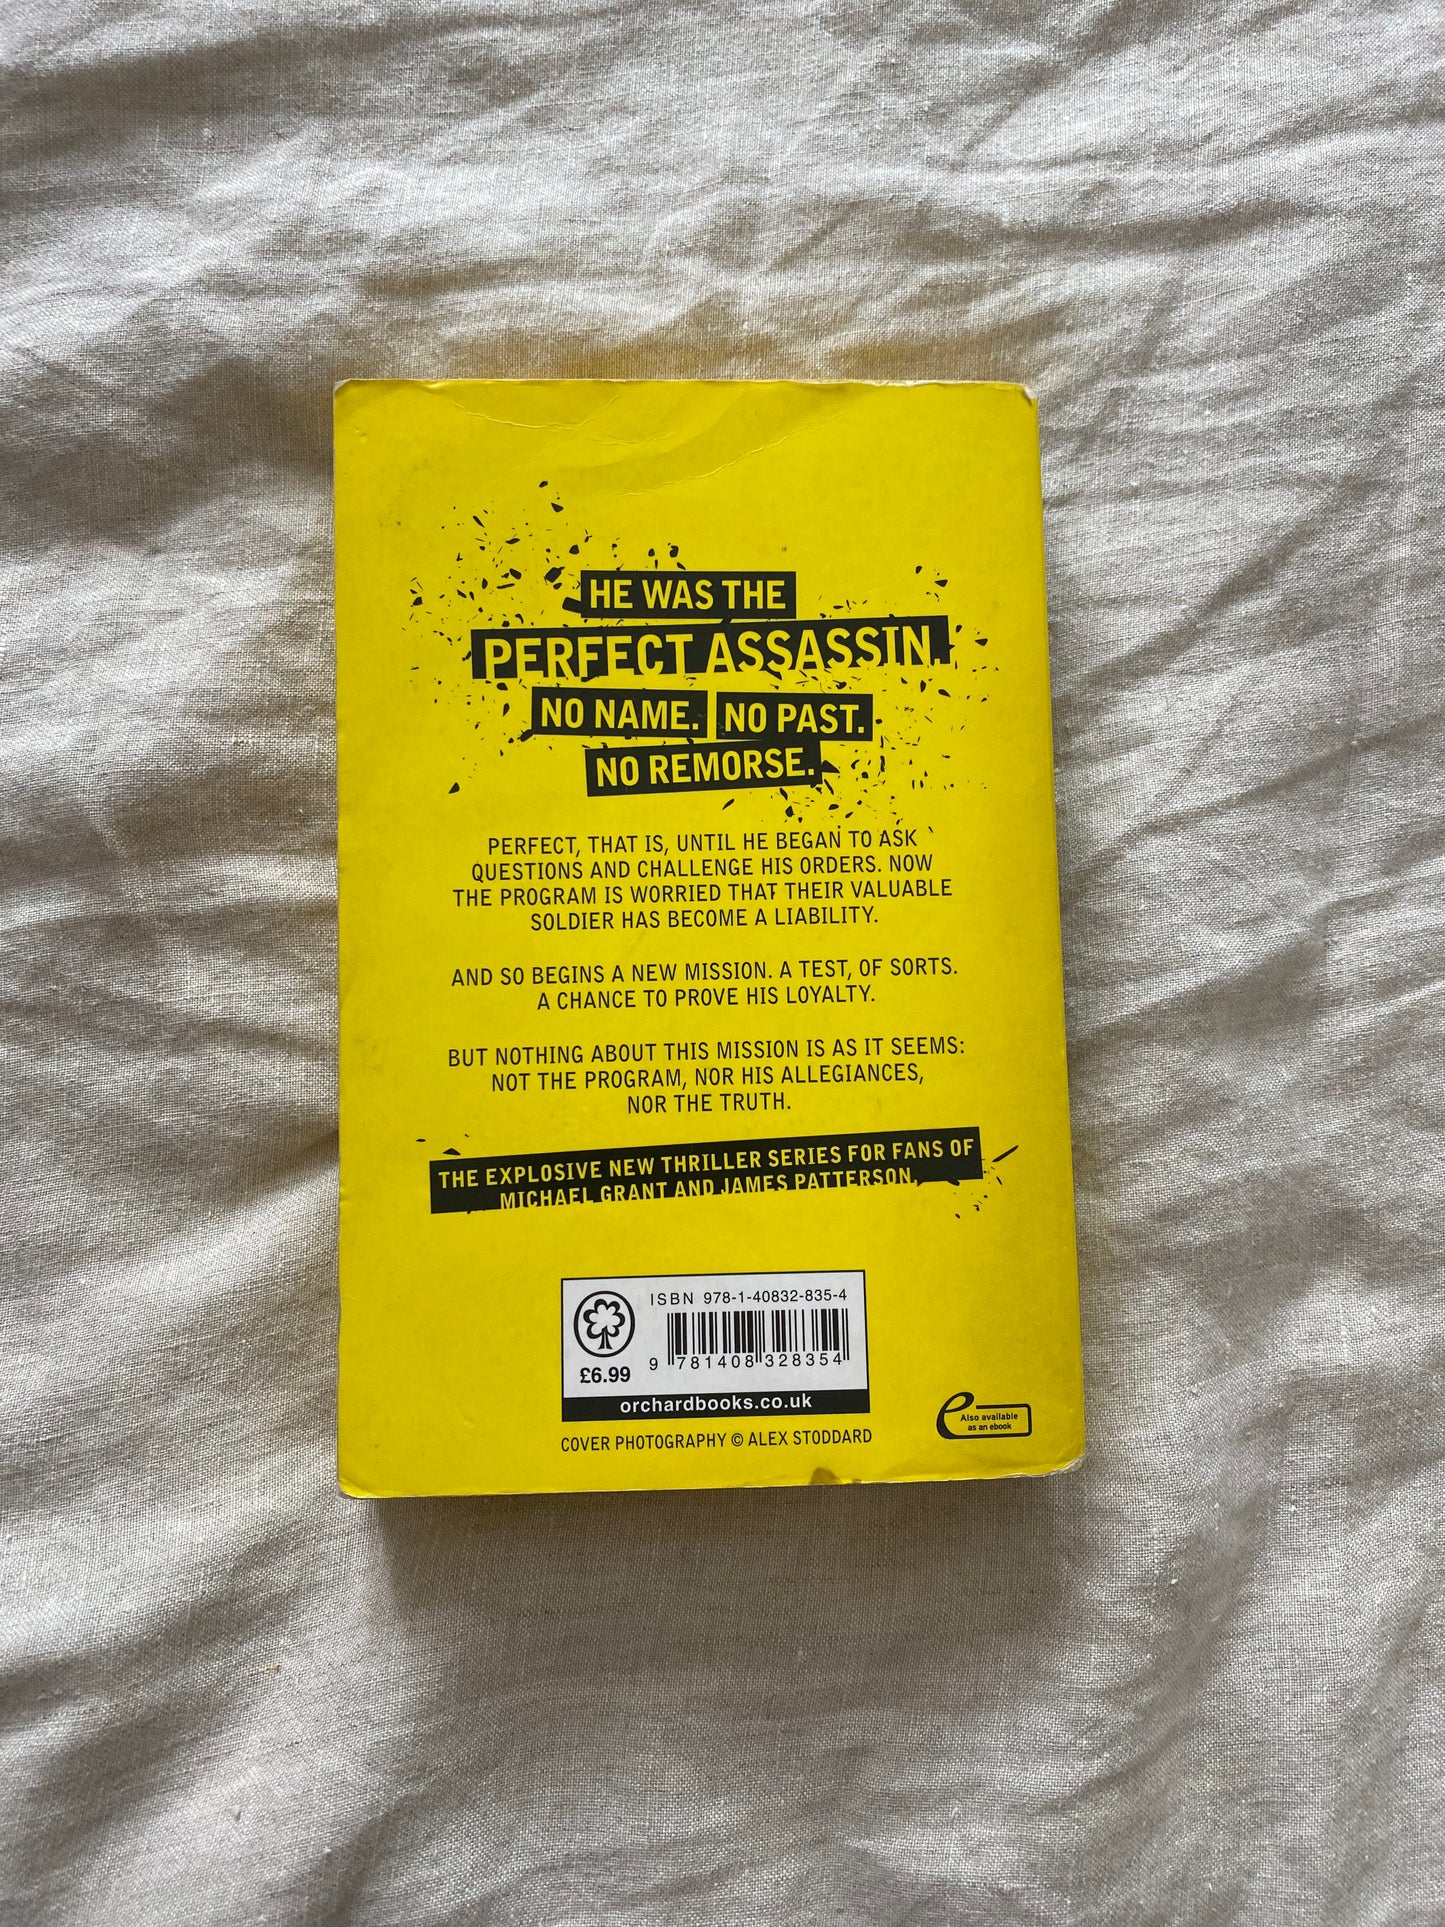 HE WAS THE
PERFECT ASSASSIN.
NO NAME. NO PAST.
NO REMORSE.
PERFECT, THAT IS, UNTIL HE BEGAN TO ASK
QUESTIONS AND CHALLENGE HIS ORDERS. NOW
THE PROGRAM IS WORRIED THAT THEIR VALUABLE
SOLDIER HAS BECOME A LIABILITY.
AND SO BEGINS A NEW MISSION. A TEST, OF SORTS.
A CHANCE TO PROVE HIS LOYALTY.
BUT NOTHING ABOUT THIS MISSION IS AS IT SEEMS:
NOT THE PROGRAM, NOR HIS ALLEGIANCES,
NOR THE TRUTH.
THE EXPLOSIVE NEW THRILLER SERIES FOR FANS OF
MICHAEL GRANT AND JAMES PATTERSON.
ISBN 978-1-40832-835-4
£6.99
9 781408 328354
orchardbooks.co.uk
COVER PHOTOGRAPHY © ALEX STODDARD
e Also available
as an ebook